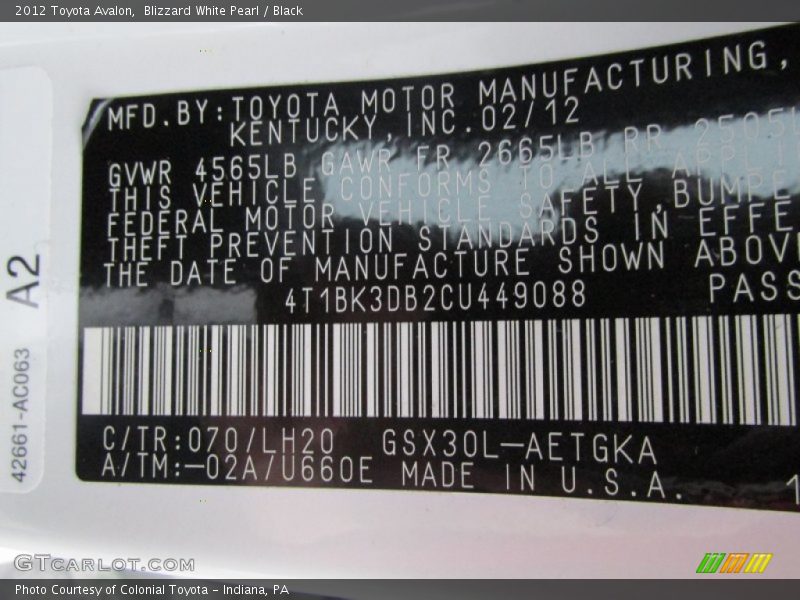 2012 Toyota Avalon,  Blizzard White Pearl / Black
MFD.BY:TOYOTA MOTOR MANUFACTURING,
KENTUCKY,INC.02/12
GVWR 4565LB GAWR FR 2665LB RR 2505L
THIS VEHICLE CONFORMS TO ALL APPLI
FEDERAL MOTOR VEHICLE SAFETY,BUMPE
THEFT PREVENTION STANDARDS IN EFFE
THE DATE OF MANUFACTURE SHOWN ABOV
4T1BK3DB2CU449088 PASS
C/TR:070/LH20 GSX30L-AETGKA
A/TM:-02A/U660E MADE IN U.S.A. 1
A2
42661-AC063
GTCARLOT.COM
Photo Courtesy of Colonial Toyota - Indiana, PA